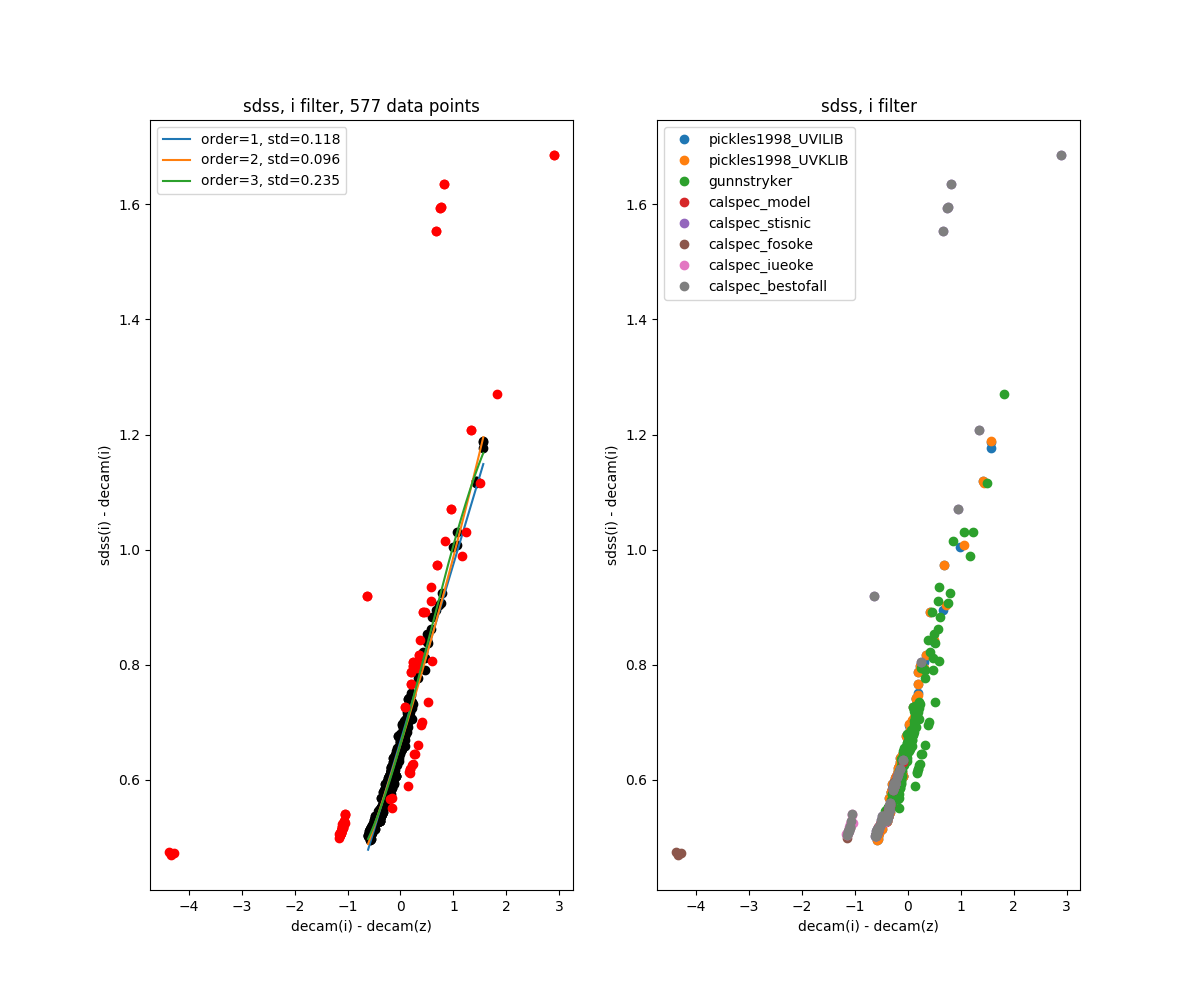 sdss, i filter, 577 data points
order=1, std=0.118
order=2, std=0.096
order=3, std=0.235
1.6
1.4
1.2
1.0
0.8
0.6
sdss(i) - decam(i)
−4
−3
−2
−1
0
1
2
3
decam(i) - decam(z)
sdss, i filter
pickles1998_UVILIB
pickles1998_UVKLIB
gunnstryker
calspec_model
calspec_stisnic
calspec_fosoke
calspec_iueoke
calspec_bestofall
1.6
1.4
1.2
1.0
0.8
0.6
sdss(i) - decam(i)
−4
−3
−2
−1
0
1
2
3
decam(i) - decam(z)